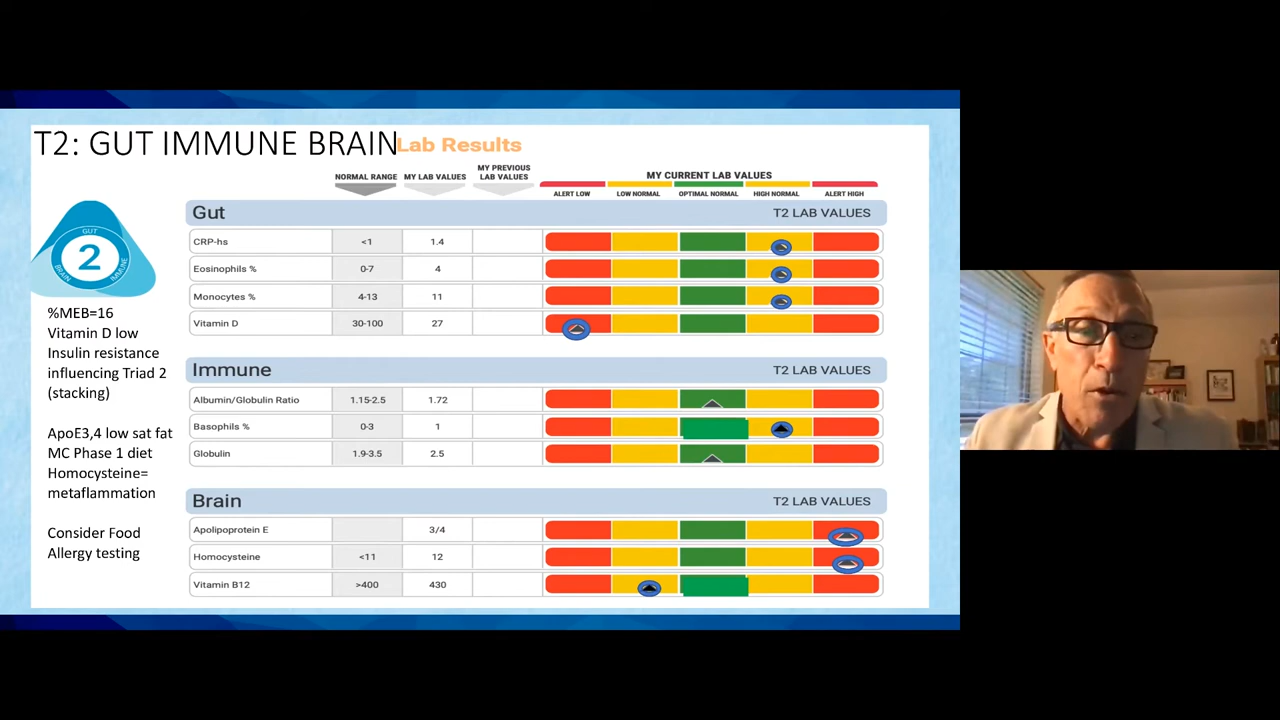 T2: GUT IMMUNE BRAIN
Lab Results
NORMAL RANGE
MY LAB VALUES
MY PREVIOUS
LAB VALUES
MY CURRENT LAB VALUES
ALERT LOW
LOW NORMAL
OPTIMAL NORMAL
HIGH NORMAL
ALERT HIGH
GUT
BRAIN
IMMUNE
2
%MEB=16
Vitamin D low
Insulin resistance
influencing Triad 2
(stacking)
ApoE3,4 low sat fat
MC Phase 1 diet
Homocysteine=
metaflammation
Consider Food
Allergy testing
Gut T2 LAB VALUES
CRP-hs <1 1.4
Eosinophils % 0-7 4
Monocytes % 4-13 11
Vitamin D 30-100 27
Immune T2 LAB VALUES
Albumin/Globulin Ratio 1.15-2.5 1.72
Basophils % 0-3 1
Globulin 1.9-3.5 2.5
Brain T2 LAB VALUES
Apolipoprotein E 3/4
Homocysteine <11 12
Vitamin B12 >400 430